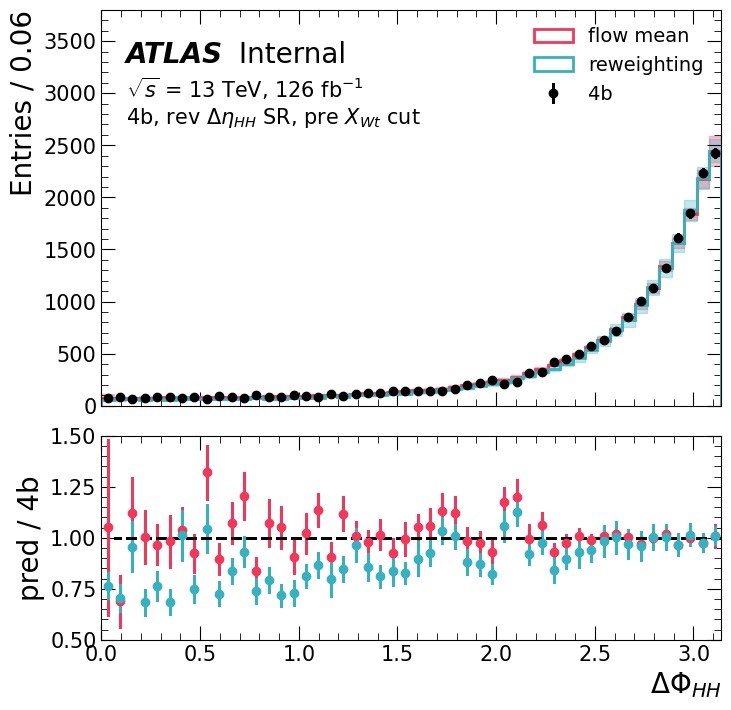 Entries / 0.06
3500
3000
2500
2000
1500
1000
500
0
ATLAS Internal
√s = 13 TeV, 126 fb⁻¹
4b, rev Δη_HH SR, pre X_Wt cut
flow mean
reweighting
4b
pred / 4b
1.50
1.25
1.00
0.75
0.50
0.0 0.5 1.0 1.5 2.0 2.5 3.0
ΔΦ_HH